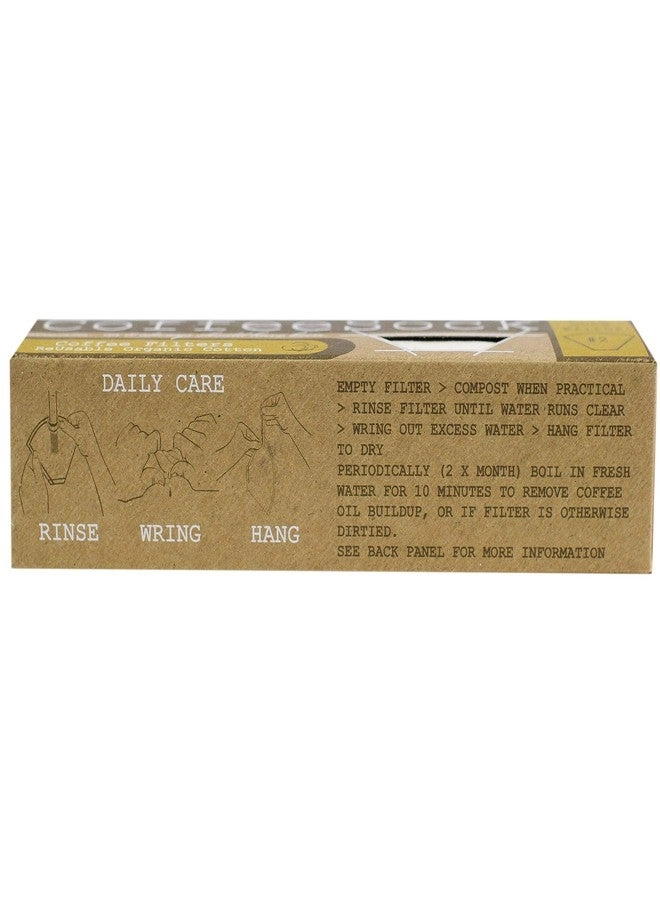 coffeesock
Coffee Filters
Reusable Organic Cotton
#2
DAILY CARE
RINSE
WRING
HANG
EMPTY FILTER > COMPOST WHEN PRACTICAL
> RINSE FILTER UNTIL WATER RUNS CLEAR
> WRING OUT EXCESS WATER > HANG FILTER
TO DRY
PERIODICALLY (2 X MONTH) BOIL IN FRESH
WATER FOR 10 MINUTES TO REMOVE COFFEE
OIL BUILDUP, OR IF FILTER IS OTHERWISE
DIRTIED.
SEE BACK PANEL FOR MORE INFORMATION